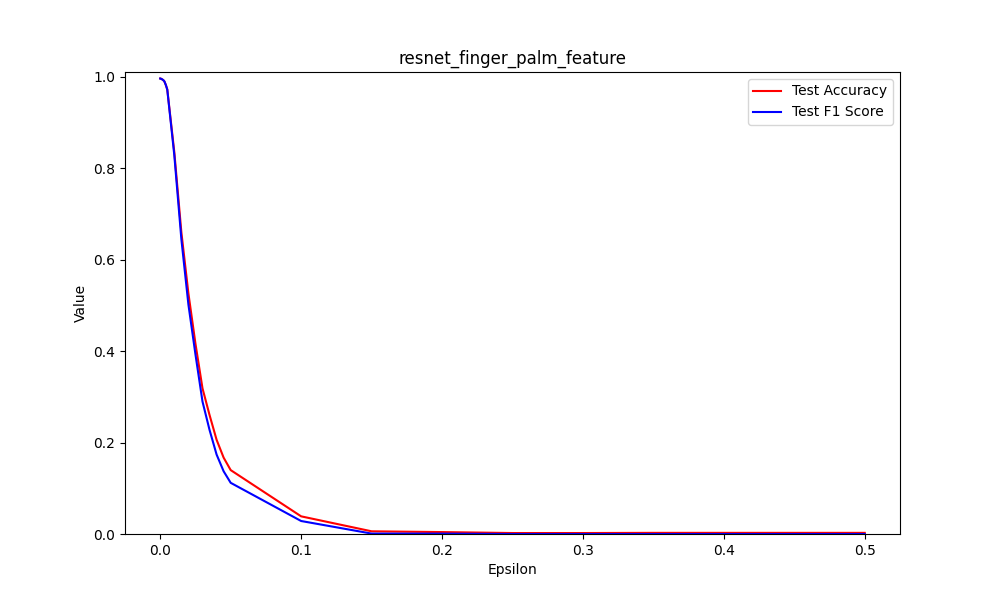 resnet_finger_palm_feature
Test Accuracy
Test F1 Score
1.0
0.8
0.6
0.4
0.2
0.0
Value
0.0 0.1 0.2 0.3 0.4 0.5
Epsilon